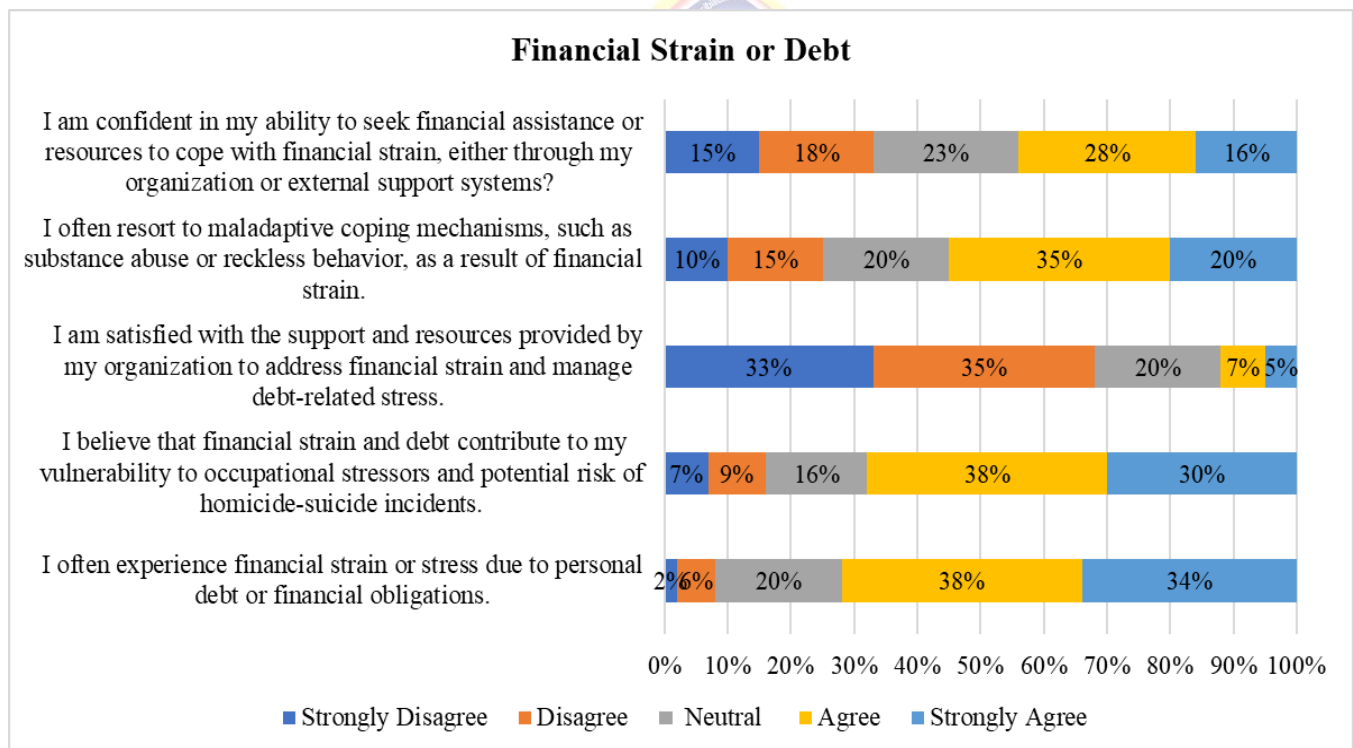 Financial Strain or Debt
I am confident in my ability to seek financial assistance or
resources to cope with financial strain, either through my
organization or external support systems?
15% 18% 23% 28% 16%
I often resort to maladaptive coping mechanisms, such as
substance abuse or reckless behavior, as a result of financial
strain.
10% 15% 20% 35% 20%
I am satisfied with the support and resources provided by
my organization to address financial strain and manage
debt-related stress.
33% 35% 20% 7% 5%
I believe that financial strain and debt contribute to my
vulnerability to occupational stressors and potential risk of
homicide-suicide incidents.
7% 9% 16% 38% 30%
I often experience financial strain or stress due to personal
debt or financial obligations.
2% 6% 20% 38% 34%
0% 10% 20% 30% 40% 50% 60% 70% 80% 90% 100%
Strongly Disagree Disagree Neutral Agree Strongly Agree